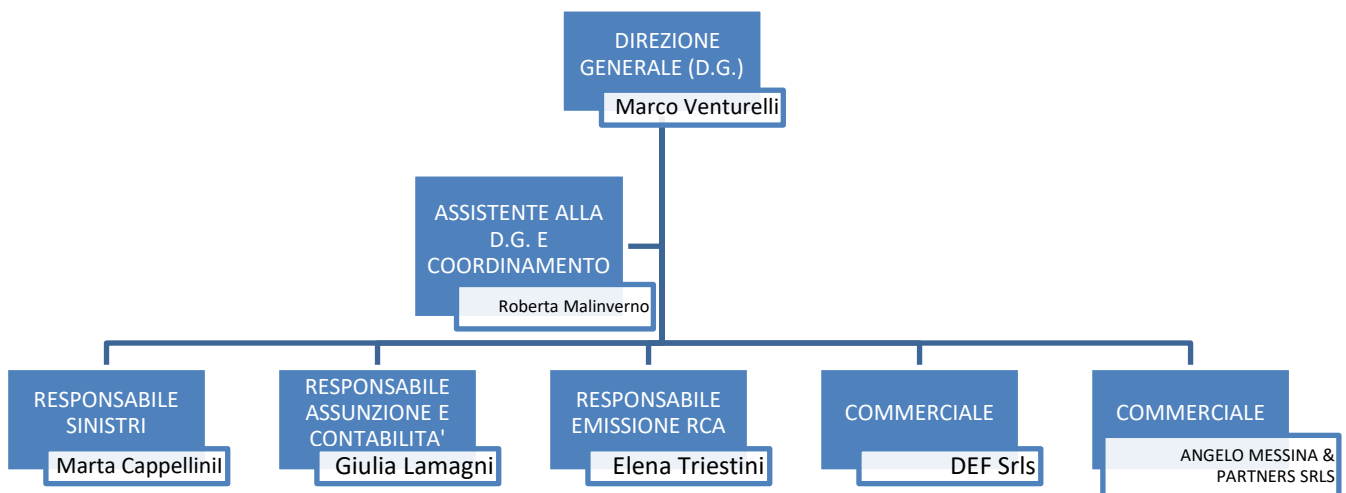 DIREZIONE
GENERALE (D.G.)
Marco Venturelli
ASSISTENTE ALLA
D.G. E
COORDINAMENTO
Roberta Malinverno
RESPONSABILE
SINISTRI
Marta CappelliniI
RESPONSABILE
ASSUNZIONE E
CONTABILITA'
Giulia Lamagni
RESPONSABILE
EMISSIONE RCA
Elena Triestini
COMMERCIALE
DEF Srls
COMMERCIALE
ANGELO MESSINA &
PARTNERS SRLS